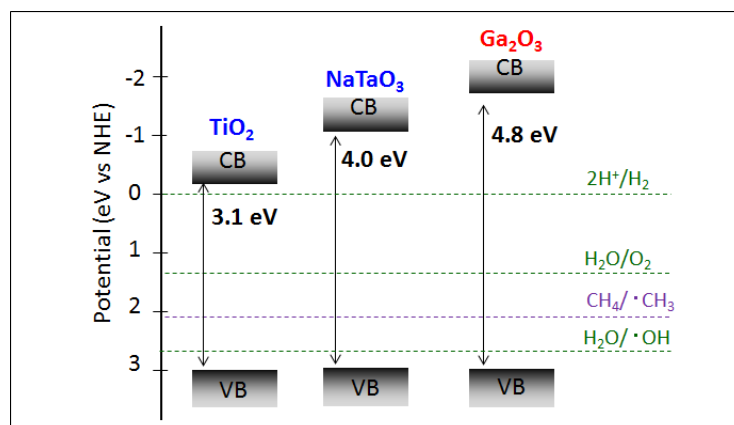 Ga₂O₃
CB
NaTaO₃
CB
TiO₂
CB
4.8 eV
4.0 eV
3.1 eV
2H⁺/H₂
H₂O/O₂
CH₄/ ·CH₃
H₂O/ ·OH
VB
VB
VB
Potential (eV vs NHE)
-2
-1
0
1
2
3